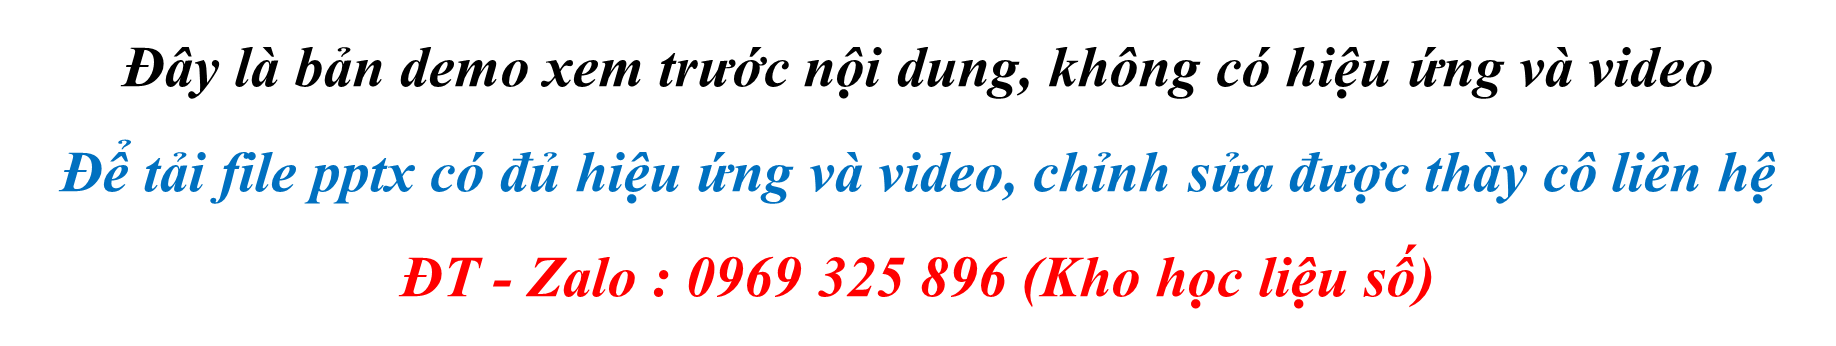 Đây là bản demo xem trước nội dung, không có hiệu ứng và video
Để tải file pptx có đủ hiệu ứng và video, chỉnh sửa được thày cô liên hệ
ĐT - Zalo : 0969 325 896 (Kho học liệu số)